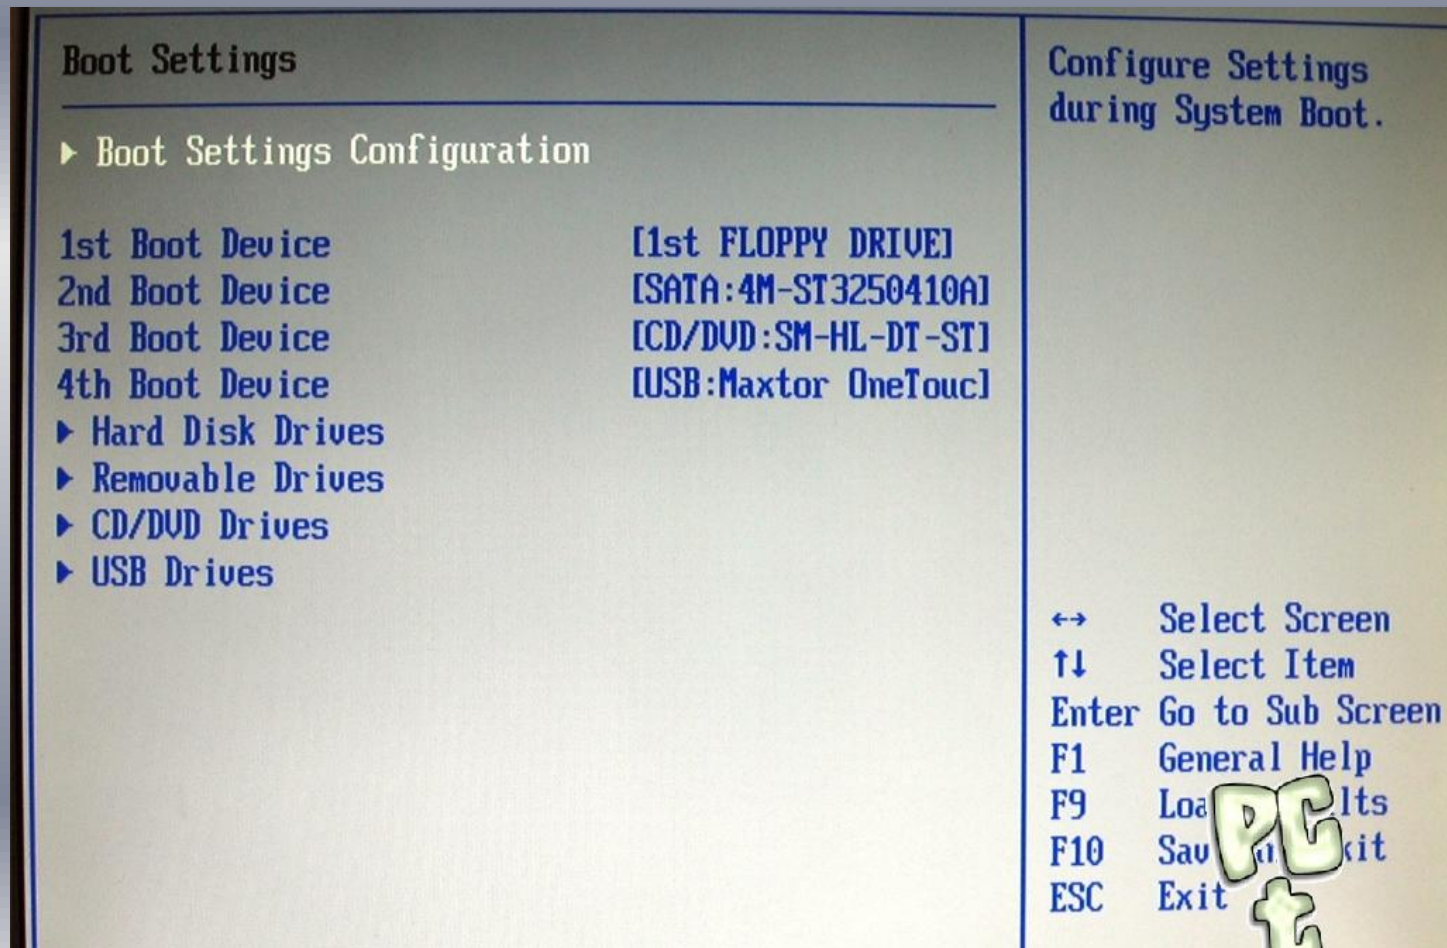 Boot Settings
Boot Settings Configuration
1st Boot Device [1st FLOPPY DRIVE]
2nd Boot Device [SATA:4M-ST3250410A]
3rd Boot Device [CD/DVD:SM-HL-DT-ST]
4th Boot Device [USB:Maxtor OneTouc]
Hard Disk Drives
Removable Drives
CD/DVD Drives
USB Drives
Configure Settings
during System Boot.
←→ Select Screen
↑↓ Select Item
Enter Go to Sub Screen
F1 General Help
F9
F10
ESC Exit
PC
t